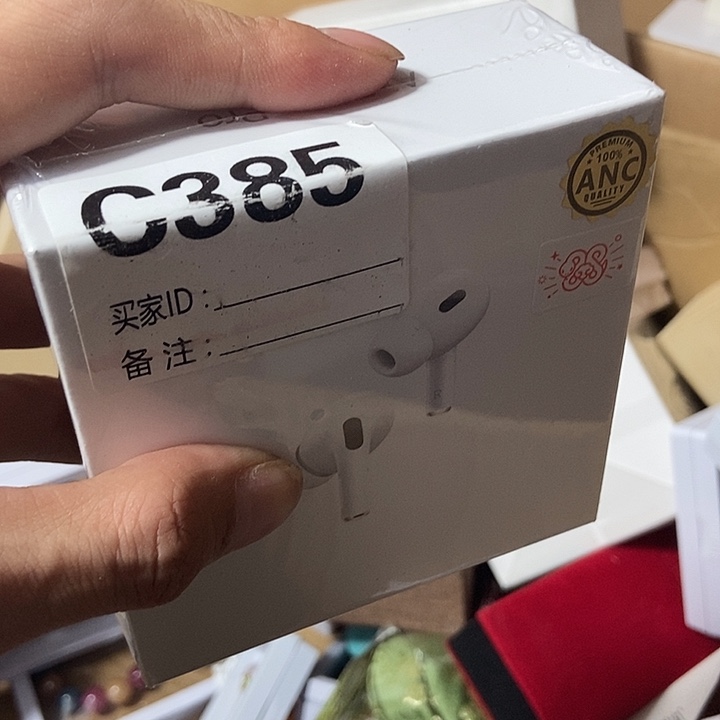 C385
买家ID：
备注：
PREMIUM
100%
ANC
QUALITY